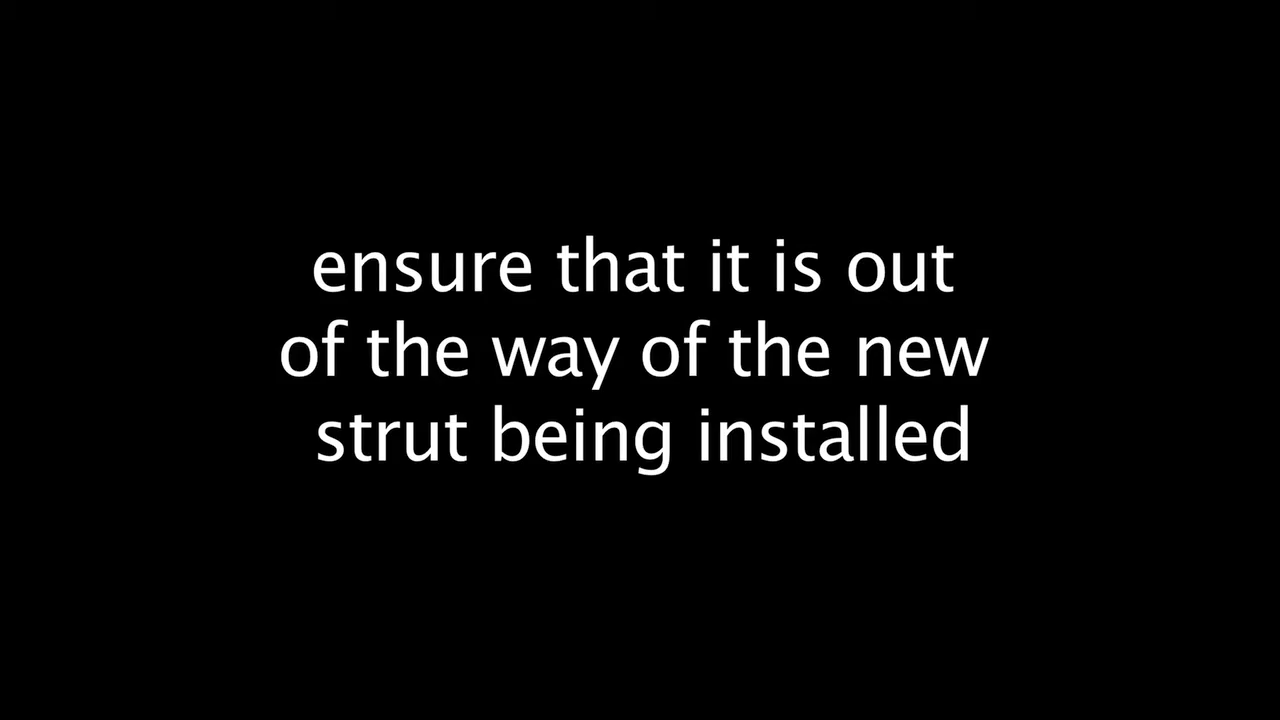 ensure that it is out
of the way of the new
strut being installed